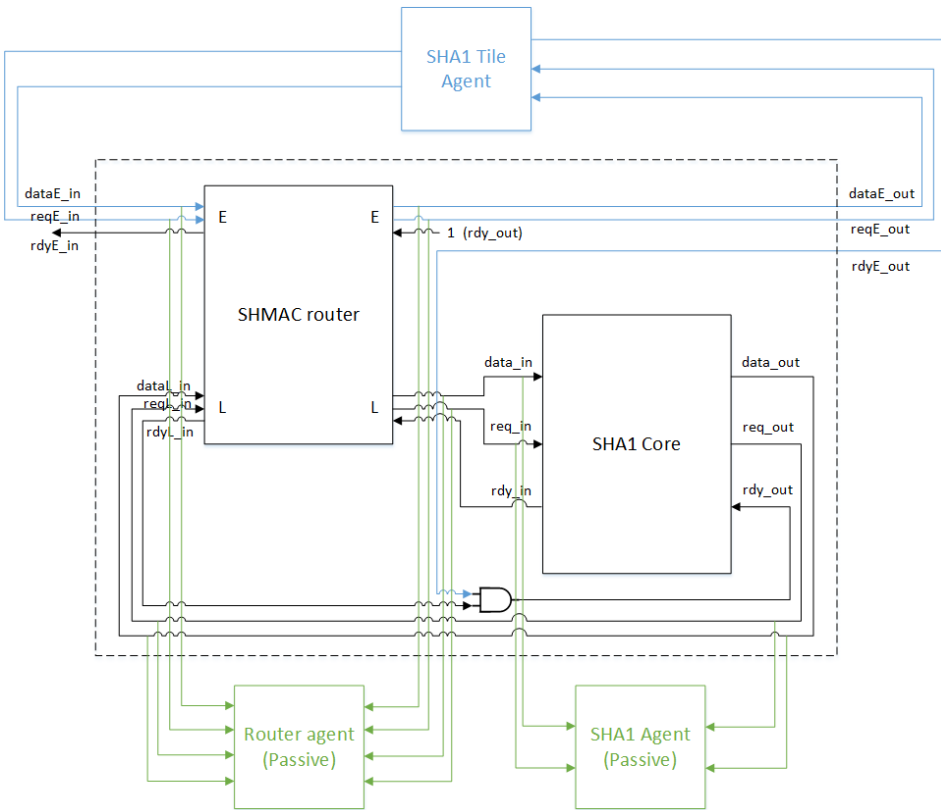 SHA1 Tile
Agent
dataE_in
reqE_in
rdyE_in
E
E
dataE_out
reqE_out
rdyE_out
1 (rdy_out)
SHMAC router
dataL_in
reqL_in
rdyL_in
L
L
data_in
req_in
rdy_in
SHA1 Core
data_out
req_out
rdy_out
Router agent
(Passive)
SHA1 Agent
(Passive)